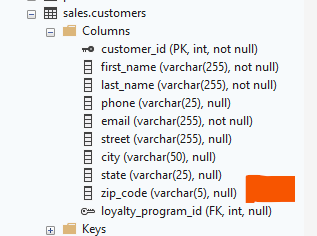 sales.customers
Columns
customer_id (PK, int, not null)
first_name (varchar(255), not null)
last_name (varchar(255), not null)
phone (varchar(25), null)
email (varchar(255), not null)
street (varchar(255), null)
city (varchar(50), null)
state (varchar(25), null)
zip_code (varchar(5), null)
loyalty_program_id (FK, int, null)
Keys